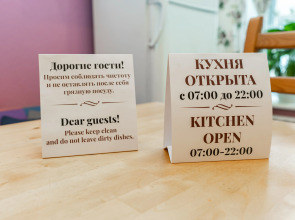 Дорогие гости!
Просим соблюдать чистоту
и не оставлять после себя
грязную посуду.
Dear guests!
Please keep clean
and do not leave dirty dishes.
КУХНЯ
ОТКРЫТА
с 07:00 до 22:00
KITCHEN
OPEN
07:00-22:00